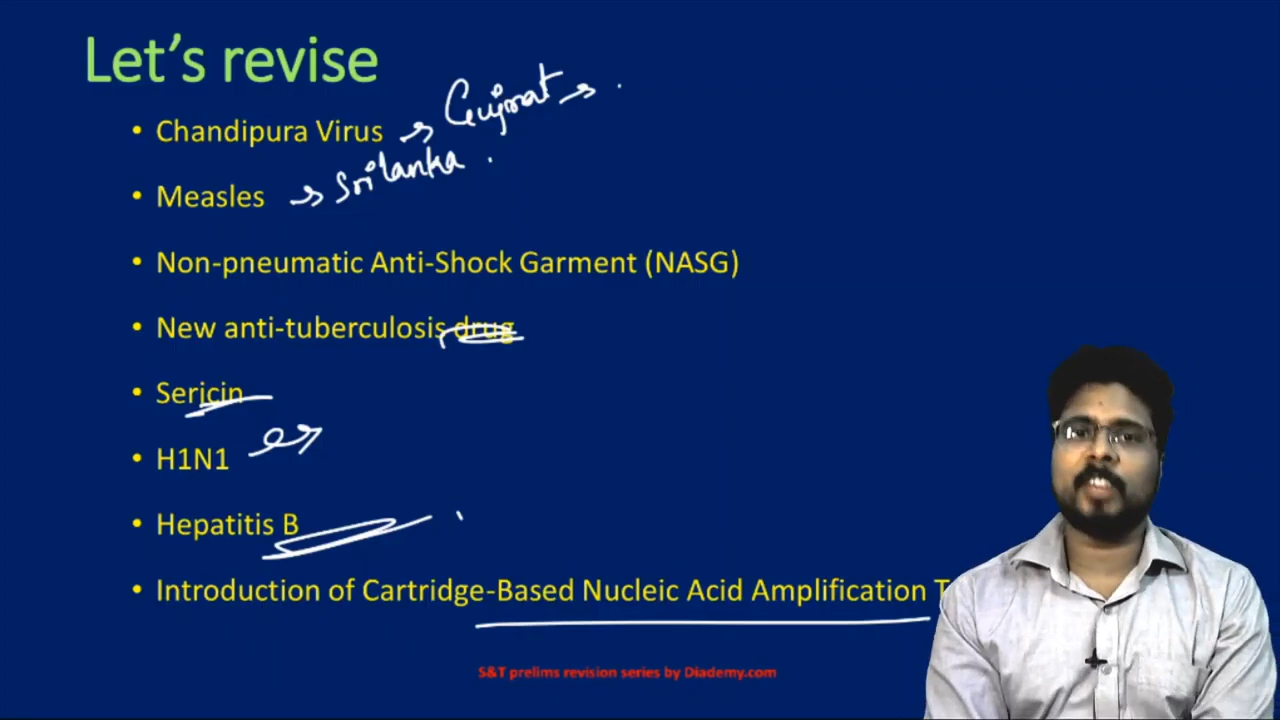 Let's revise
• Chandipura Virus → Gujarat →
• Measles → Srilanka
• Non-pneumatic Anti-Shock Garment (NASG)
• New anti-tuberculosis drug
• Sericin
• H1N1
• Hepatitis B
• Introduction of Cartridge-Based Nucleic Acid Amplification T
S&T prelims revision series by Diademy.com